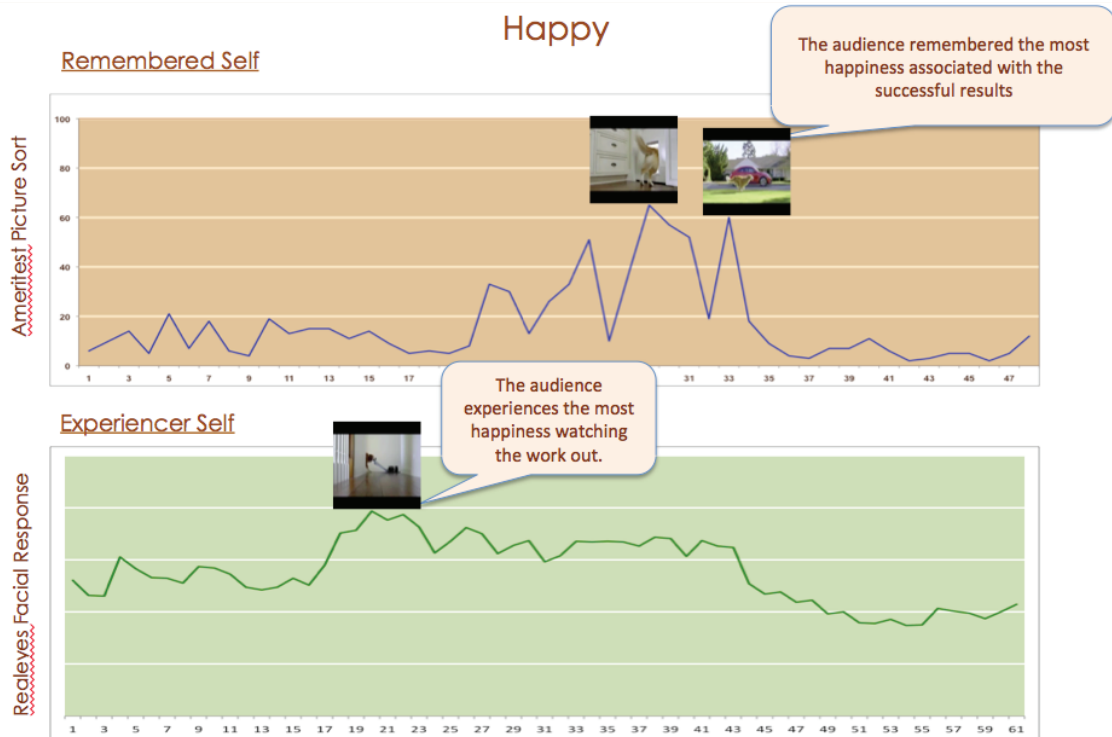 Happy
Remembered Self
The audience remembered the most
happiness associated with the
successful results
Ameritest Picture Sort
100
80
60
40
20
0
1 3 5 7 9 11 13 15 17 31 33 35 37 39 41 43 45 47
The audience
experiences the most
happiness watching
the work out.
Experiencer Self
Realeyes Facial Response
1 3 5 7 9 11 13 15 17 19 21 23 25 27 29 31 33 35 37 39 41 43 45 47 49 51 53 55 57 59 61